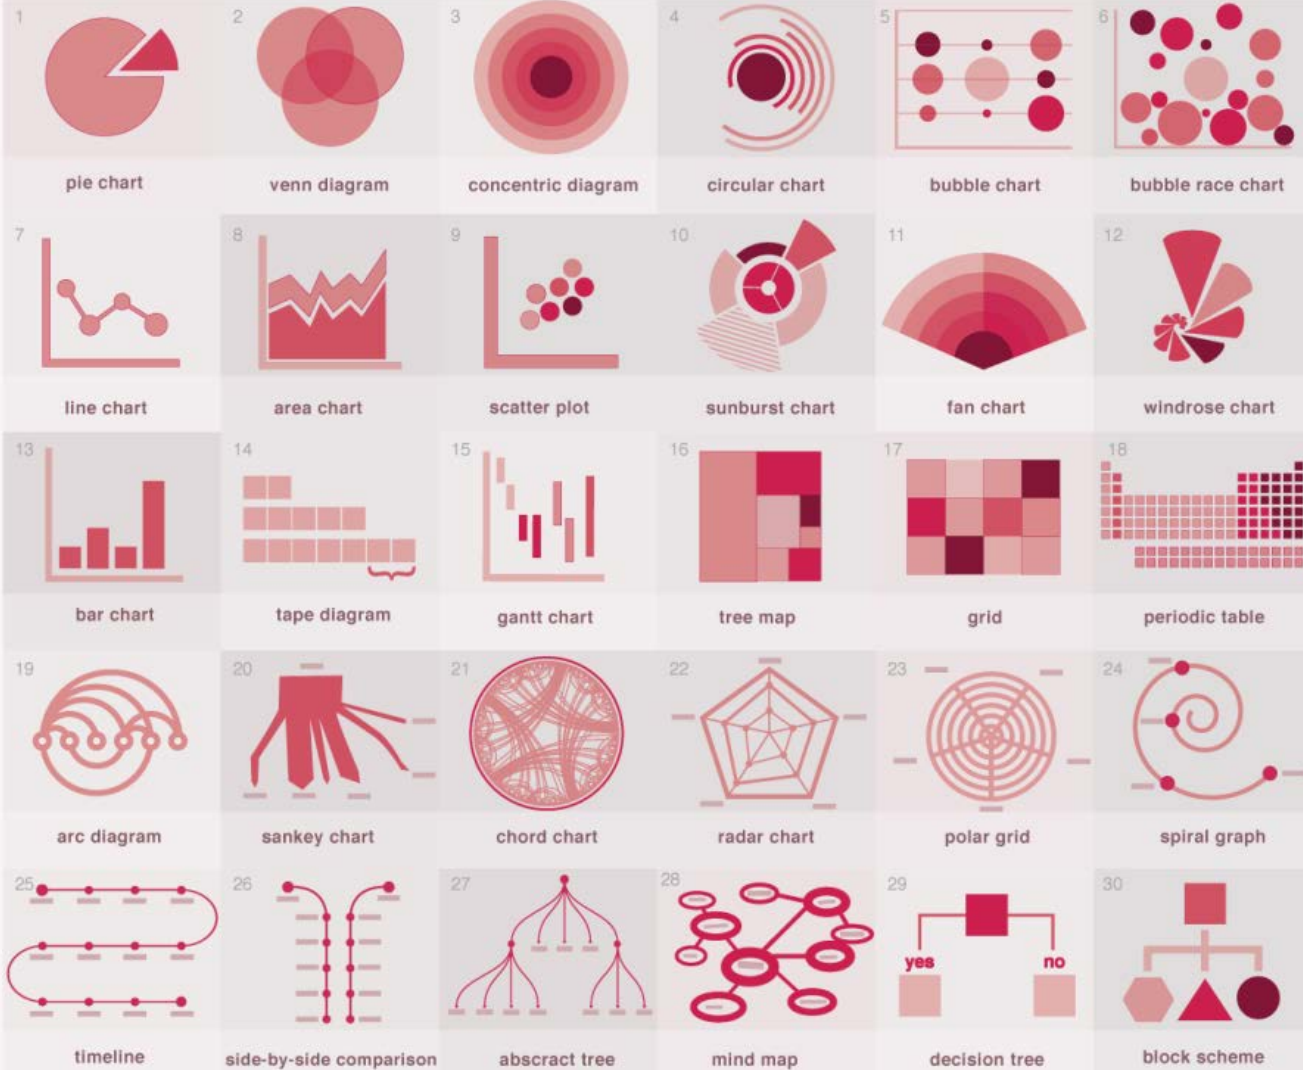 1
2
3
4
5
6
pie chart
venn diagram
concentric diagram
circular chart
bubble chart
bubble race chart
7
8
9
10
11
12
line chart
area chart
scatter plot
sunburst chart
fan chart
windrose chart
13
14
15
16
17
18
bar chart
tape diagram
gantt chart
tree map
grid
periodic table
19
20
21
22
23
24
arc diagram
sankey chart
chord chart
radar chart
polar grid
spiral graph
25
26
27
28
29
30
yes
no
timeline
side-by-side comparison
abscract tree
mind map
decision tree
block scheme